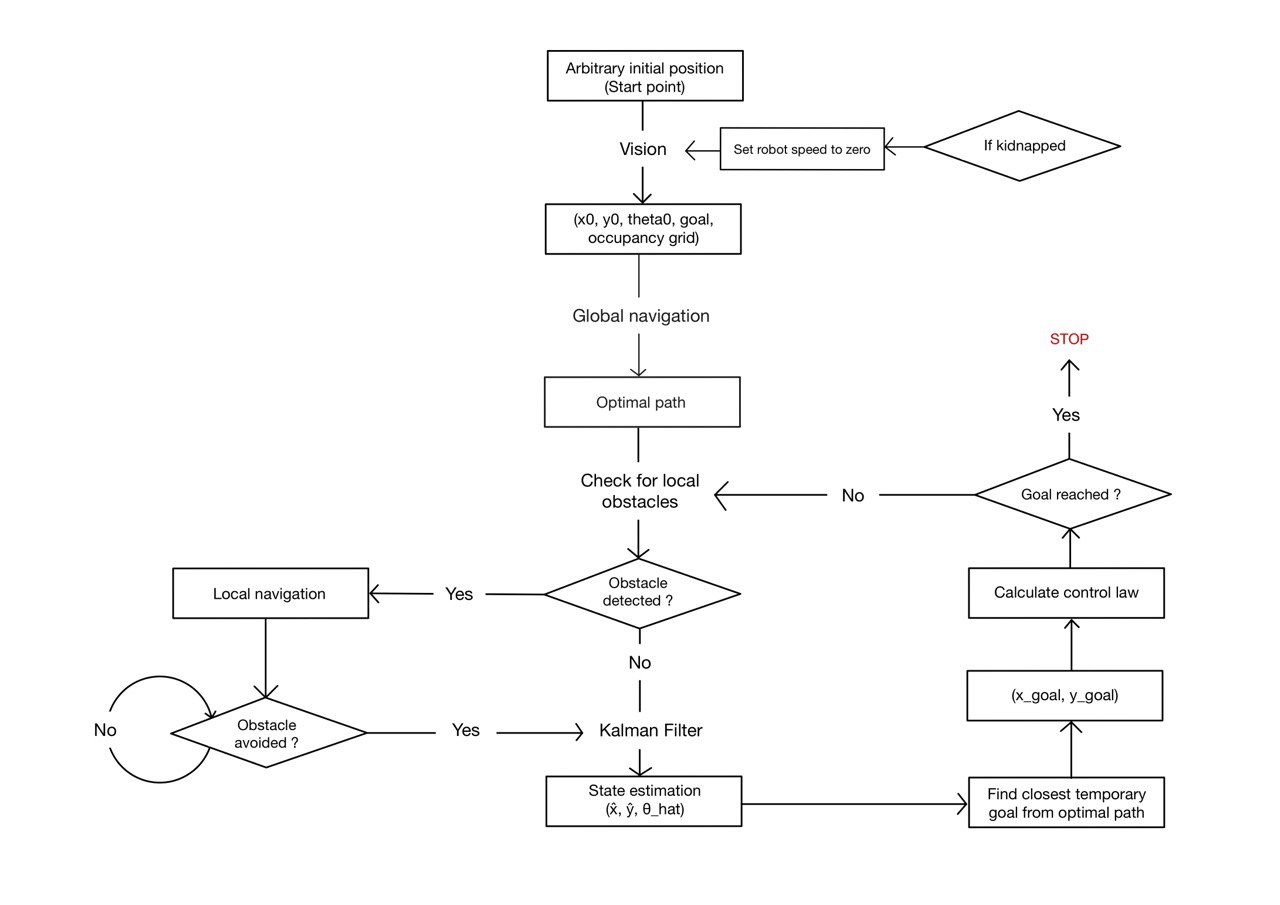 Arbitrary initial position
(Start point)
Vision
Set robot speed to zero
If kidnapped
(x0, y0, theta0, goal,
occupancy grid)
Global navigation
STOP
Optimal path
Yes
Check for local
obstacles
No
Goal reached ?
Local navigation
Yes
Obstacle
detected ?
Calculate control law
No
(x_goal, y_goal)
No
Obstacle
avoided ?
Yes
Kalman Filter
State estimation
(x̂, ŷ, θ_hat)
Find closest temporary
goal from optimal path